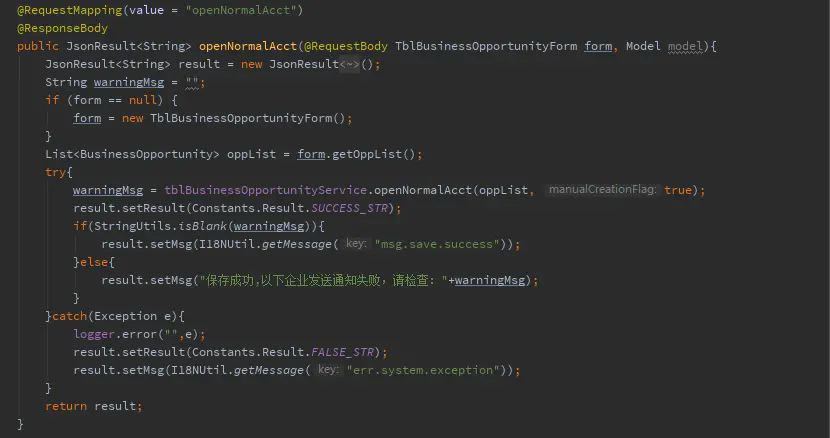 @RequestMapping(value = "openNormalAcct")
@ResponseBody
public JsonResult<String> openNormalAcct(@RequestBody TblBusinessOpportunityForm form, Model model){
    JsonResult<String> result = new JsonResult<~>();
    String warningMsg = "";
    if (form == null) {
        form = new TblBusinessOpportunityForm();
    }
    List<BusinessOpportunity> oppList = form.getOppList();
    try{
        warningMsg = tblBusinessOpportunityService.openNormalAcct(oppList, manualCreationFlag: true);
        result.setResult(Constants.Result.SUCCESS_STR);
        if(StringUtils.isBlank(warningMsg)){
            result.setMsg(I18NUtil.getMessage( key: "msg.save.success"));
        }else{
            result.setMsg("保存成功,以下企业发送通知失败，请检查："+warningMsg);
        }
    }catch(Exception e){
        logger.error("",e);
        result.setResult(Constants.Result.FALSE_STR);
        result.setMsg(I18NUtil.getMessage( key: "err.system.exception"));
    }
    return result;
}